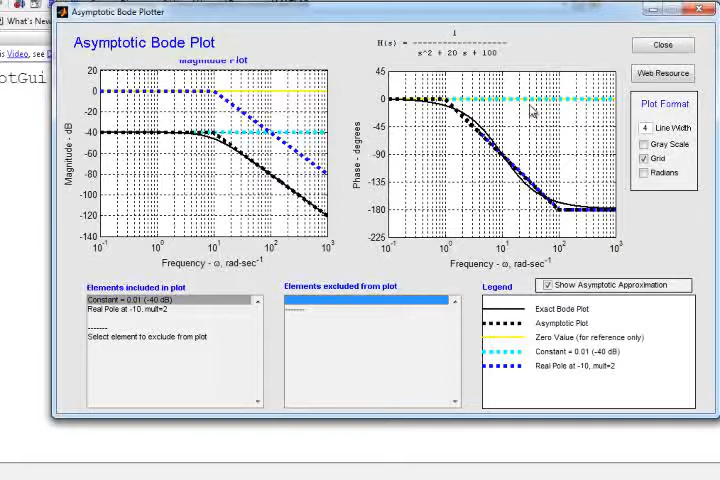 What's New
is Video, see D
otGui
Asymptotic Bode Plotter
Asymptotic Bode Plot
H(s) =
1
----------------------
s^2 + 20 s + 100
Close
Web Resource
Plot Format
4 Line Width
Gray Scale
Grid
Radians
Magnitude Plot
Magnitude - dB
20
0
-20
-40
-60
-80
-100
-120
-140
10^-1
10^0
10^1
10^2
10^3
Frequency - ω, rad-sec^-1
Phase - degrees
45
0
-45
-90
-135
-180
-225
10^-1
10^0
10^1
10^2
10^3
Frequency - ω, rad-sec^-1
Elements included in plot
Constant = 0.01 (-40 dB)
Real Pole at -10, mult=2
-------
Select element to exclude from plot
Elements excluded from plot
-------
Legend
Show Asymptotic Approximation
Exact Bode Plot
Asymptotic Plot
Zero Value (for reference only)
Constant = 0.01 (-40 dB)
Real Pole at -10, mult=2